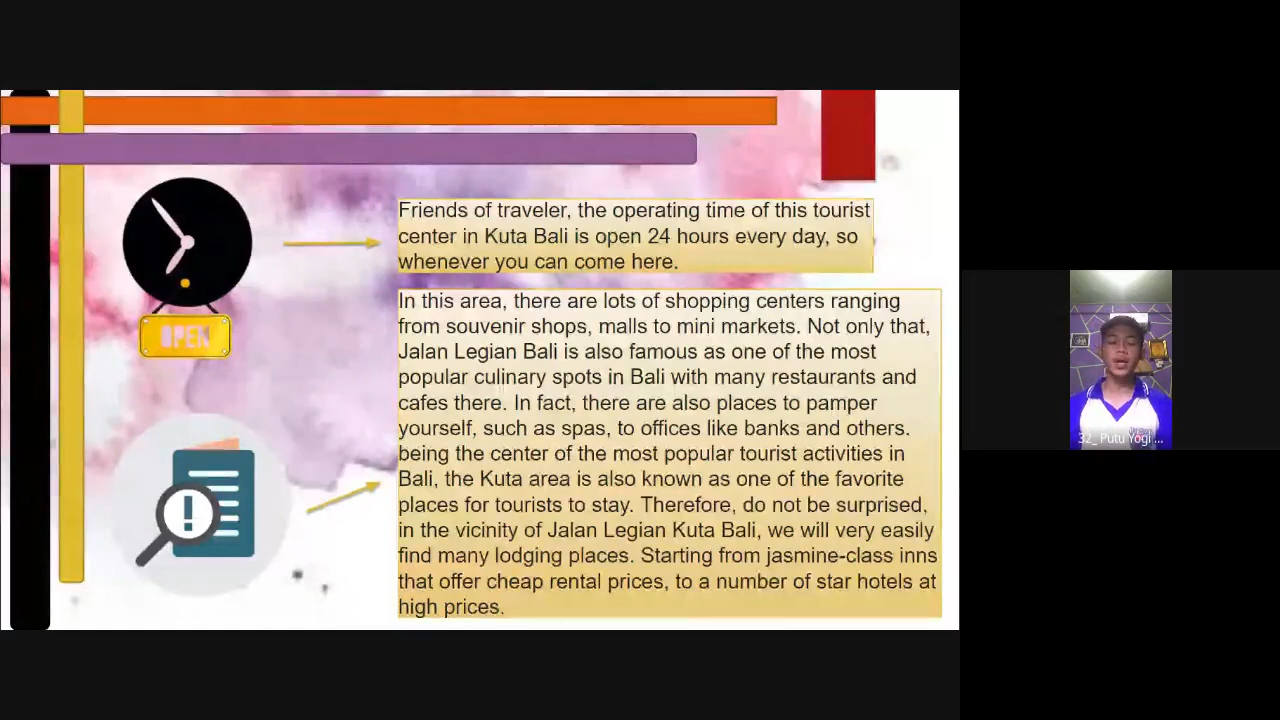 Friends of traveler, the operating time of this tourist
center in Kuta Bali is open 24 hours every day, so
whenever you can come here.
OPEN
In this area, there are lots of shopping centers ranging
from souvenir shops, malls to mini markets. Not only that,
Jalan Legian Bali is also famous as one of the most
popular culinary spots in Bali with many restaurants and
cafes there. In fact, there are also places to pamper
yourself, such as spas, to offices like banks and others.
being the center of the most popular tourist activities in
Bali, the Kuta area is also known as one of the favorite
places for tourists to stay. Therefore, do not be surprised,
in the vicinity of Jalan Legian Kuta Bali, we will very easily
find many lodging places. Starting from jasmine-class inns
that offer cheap rental prices, to a number of star hotels at
high prices.
32_ Putu Yogi ...